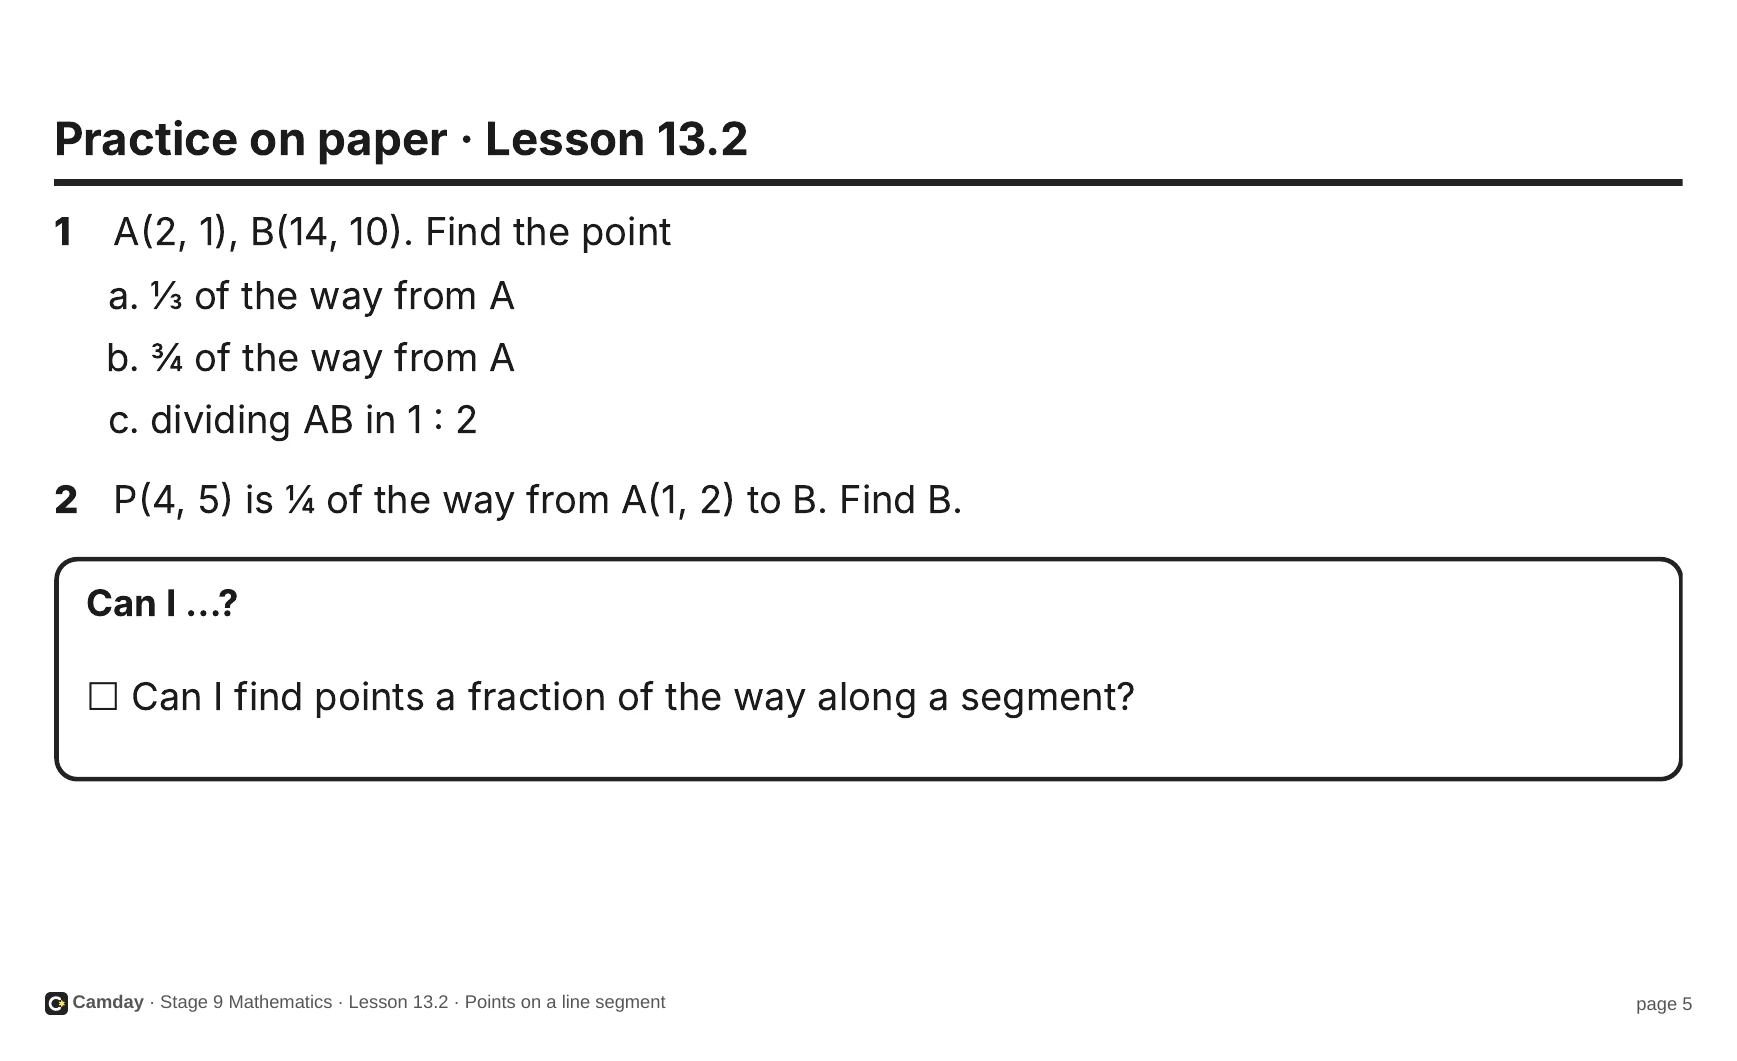 Practice on paper · Lesson 13.2
1 A(2, 1), B(14, 10). Find the point
a. ⅓ of the way from A
b. ¾ of the way from A
c. dividing AB in 1 : 2
2 P(4, 5) is ¼ of the way from A(1, 2) to B. Find B.
Can I …?
☐ Can I find points a fraction of the way along a segment?
Camday · Stage 9 Mathematics · Lesson 13.2 · Points on a line segment
page 5